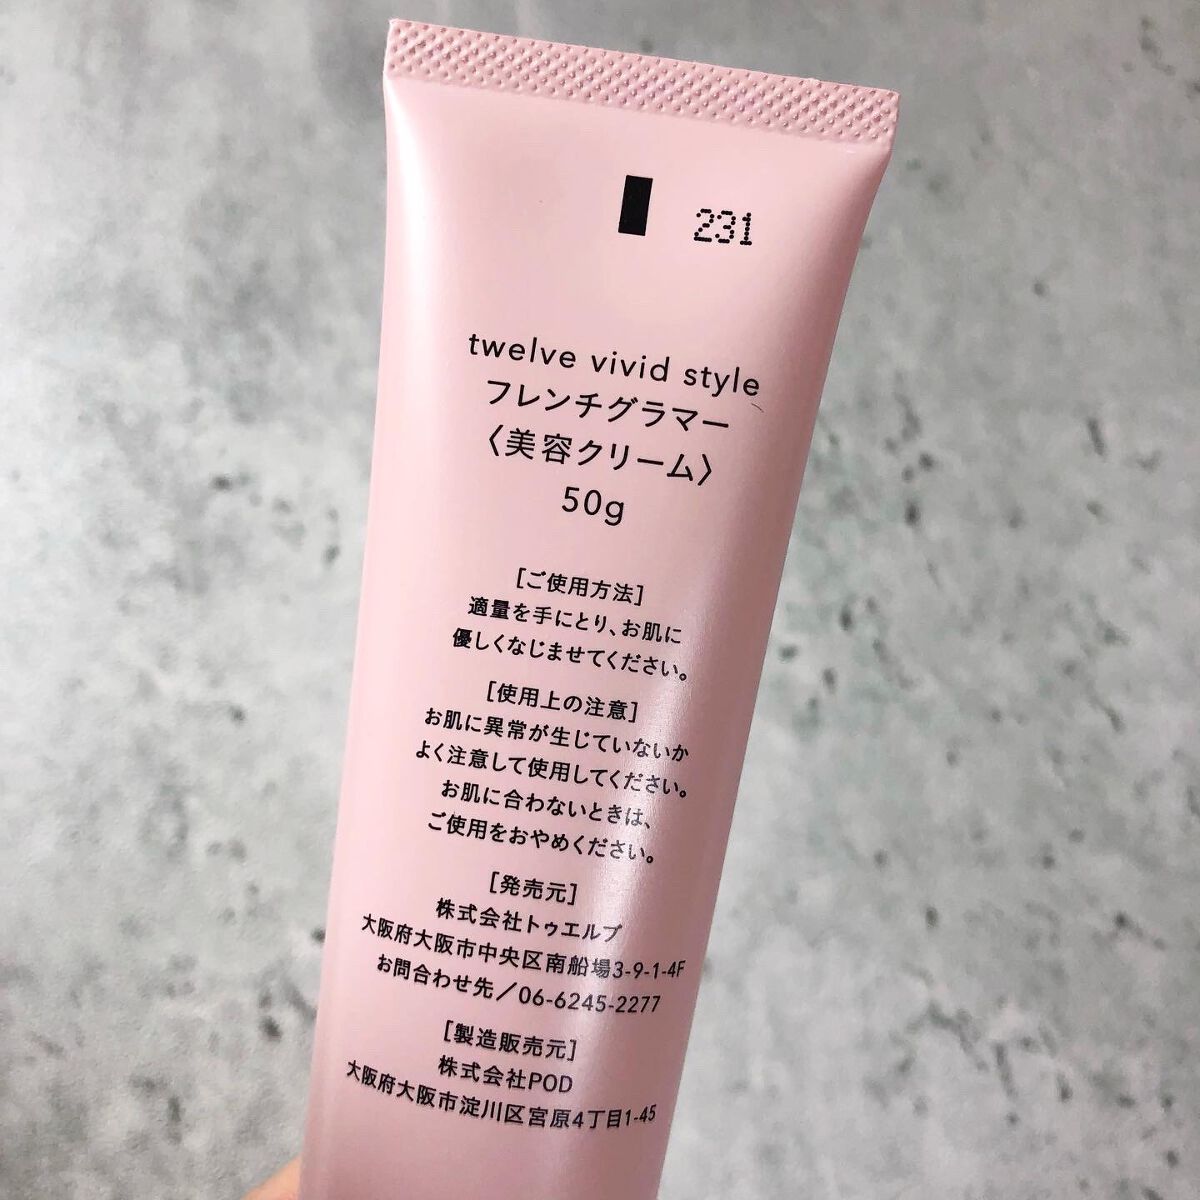 231
twelve vivid style
フレンチグラマー
〈美容クリーム〉
50g
[ご使用方法]
適量を手にとり、お肌に
優しくなじませてください。
[使用上の注意]
お肌に異常が生じていないか
よく注意して使用してください。
お肌に合わないときは、
ご使用をおやめください。
[発売元]
株式会社トゥエルブ
大阪府大阪市中央区南船場3-9-1-4F
お問合わせ先／06-6245-2277
[製造販売元]
株式会社POD
大阪府大阪市淀川区宮原4丁目1-45